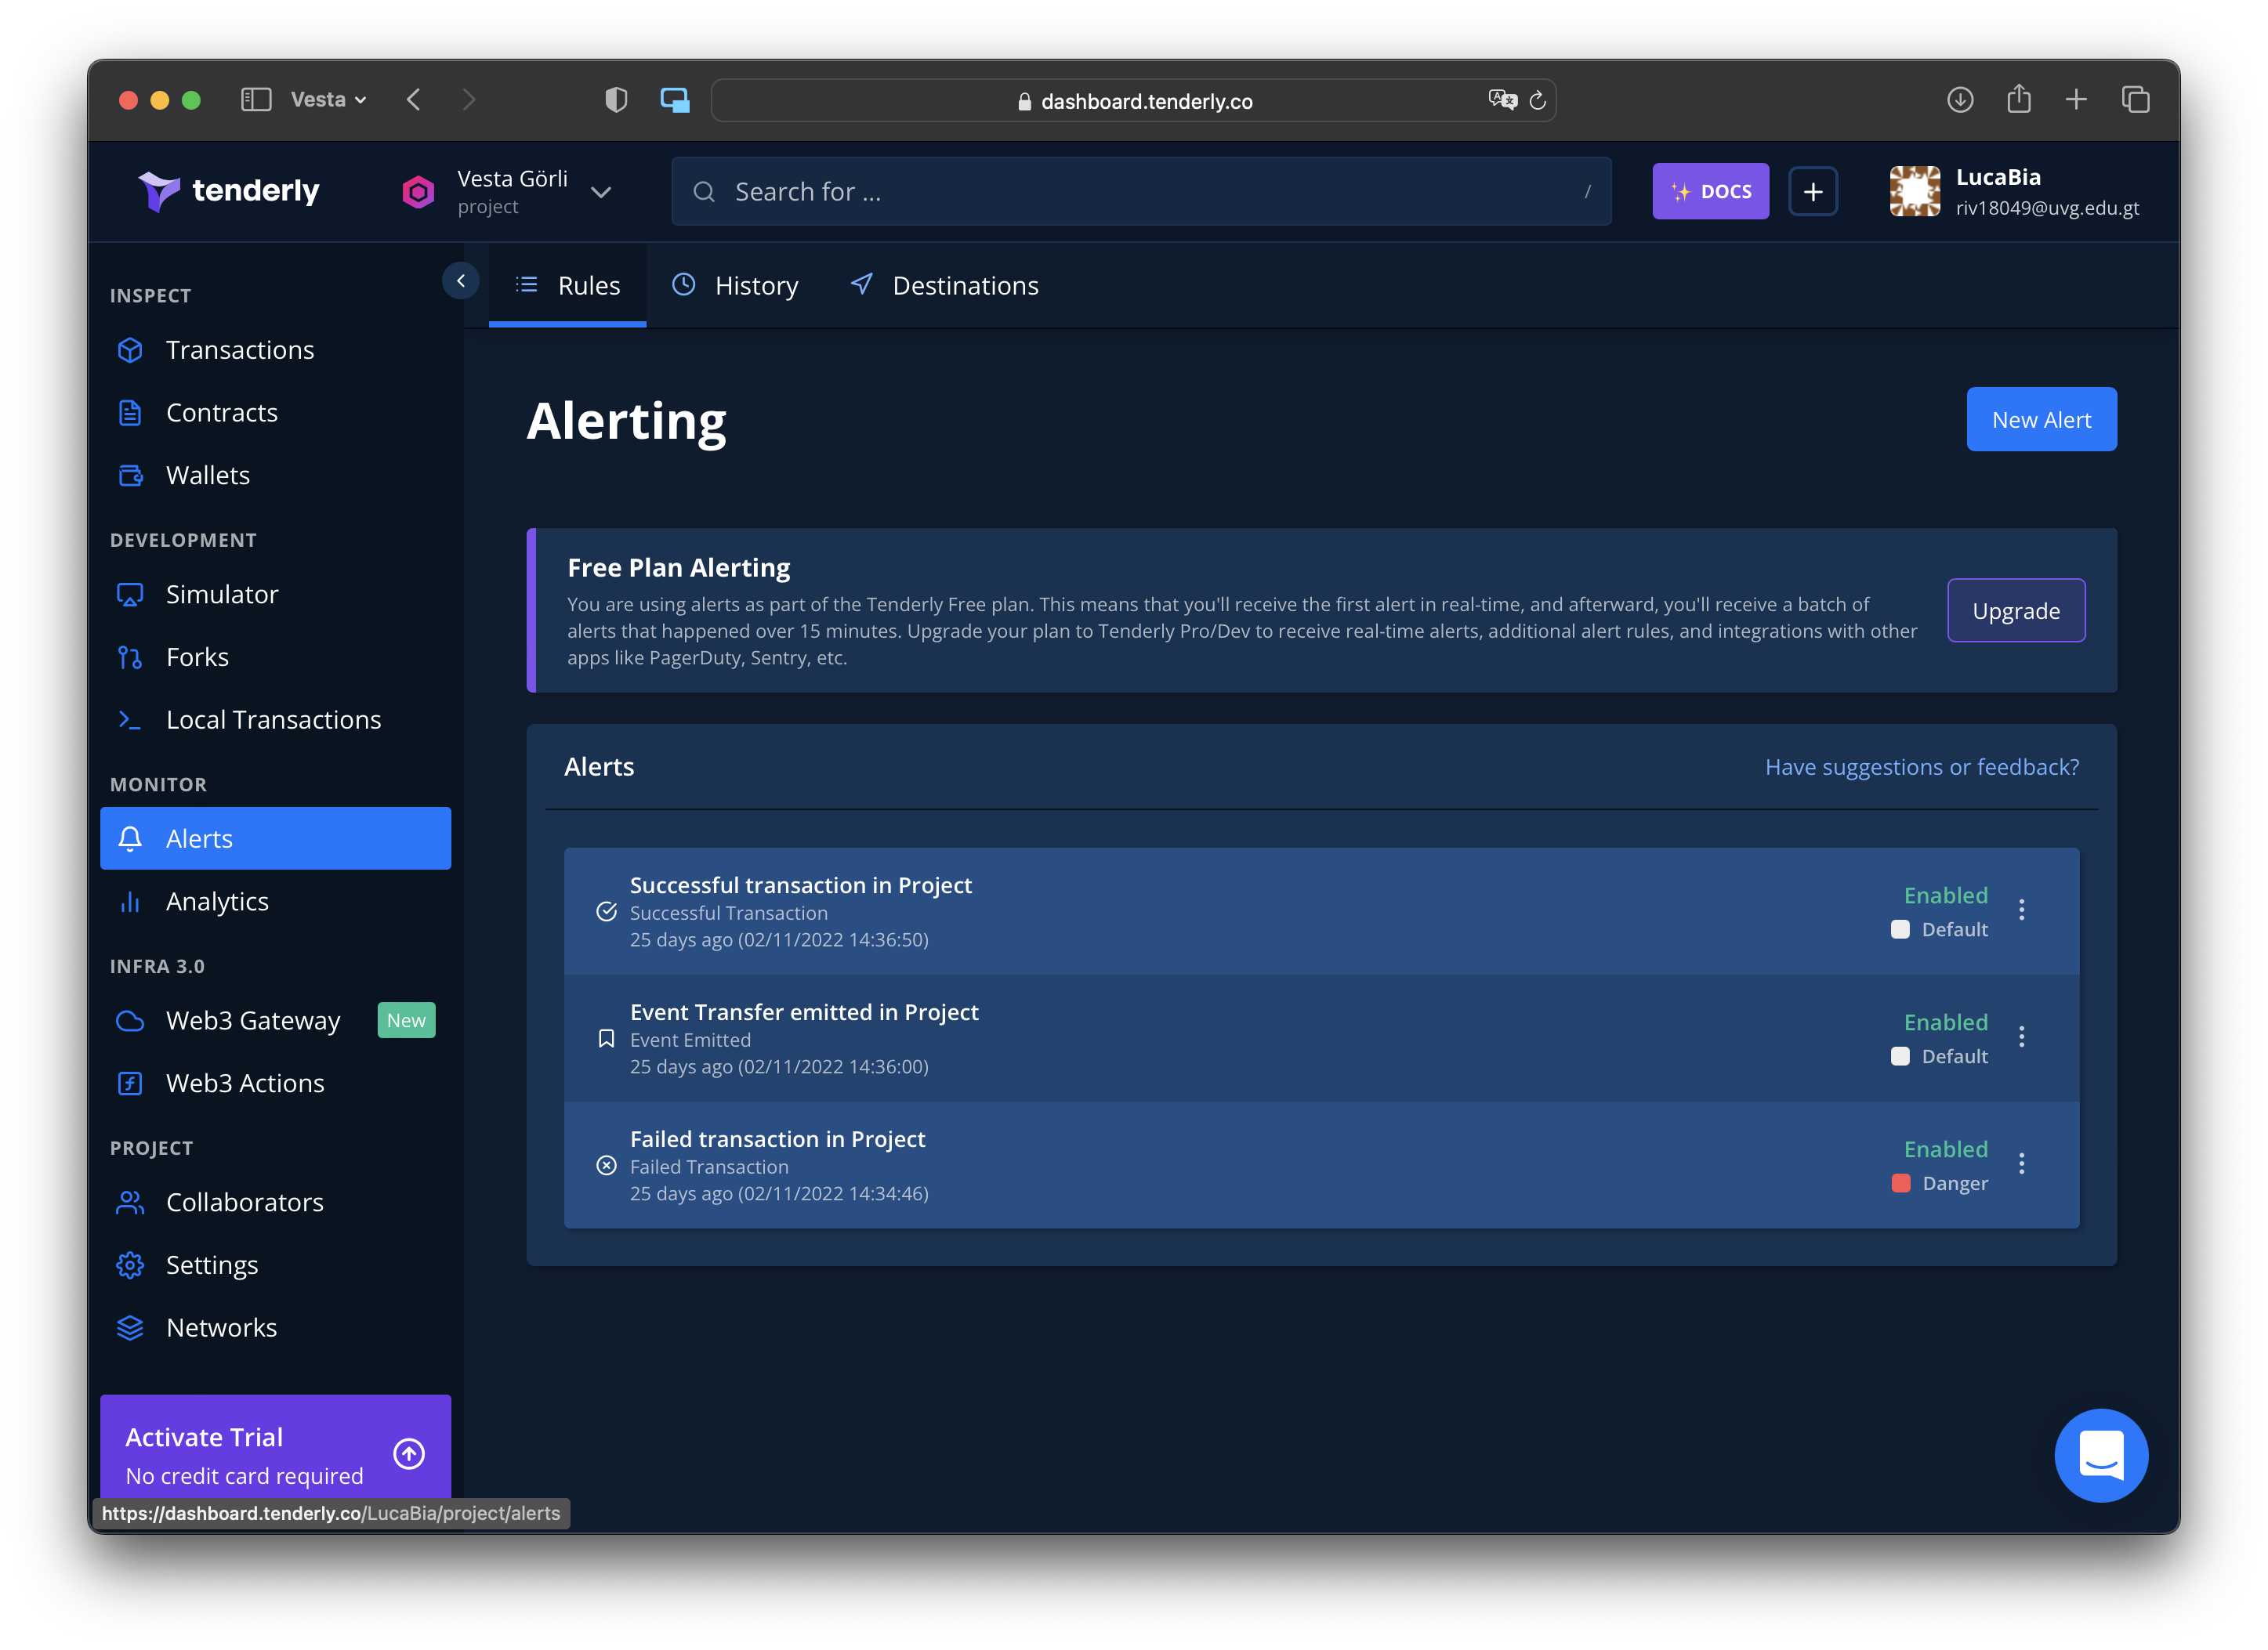 Vesta
dashboard.tenderly.co
tenderly
Vesta Görli
project
Search for ...
/
✨ DOCS
LucaBia
riv18049@uvg.edu.gt
INSPECT
Transactions
Contracts
Wallets
DEVELOPMENT
Simulator
Forks
Local Transactions
MONITOR
Alerts
Analytics
INFRA 3.0
Web3 Gateway New
Web3 Actions
PROJECT
Collaborators
Settings
Networks
Activate Trial
No credit card required
https://dashboard.tenderly.co/LucaBia/project/alerts
Rules
History
Destinations
Alerting
New Alert
Free Plan Alerting
You are using alerts as part of the Tenderly Free plan. This means that you'll receive the first alert in real-time, and afterward, you'll receive a batch of
alerts that happened over 15 minutes. Upgrade your plan to Tenderly Pro/Dev to receive real-time alerts, additional alert rules, and integrations with other
apps like PagerDuty, Sentry, etc.
Upgrade
Alerts
Have suggestions or feedback?
Successful transaction in Project
Successful Transaction
25 days ago (02/11/2022 14:36:50)
Enabled
Default
Event Transfer emitted in Project
Event Emitted
25 days ago (02/11/2022 14:36:00)
Enabled
Default
Failed transaction in Project
Failed Transaction
25 days ago (02/11/2022 14:34:46)
Enabled
Danger